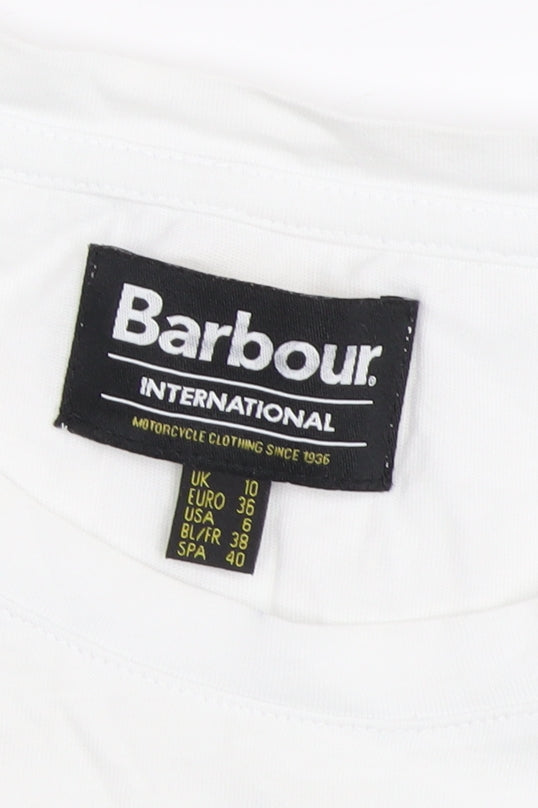 Barbour.
INTERNATIONAL
MOTORCYCLE CLOTHING SINCE 1936
UK 10
EURO 36
USA 6
BL/FR 38
SPA 40